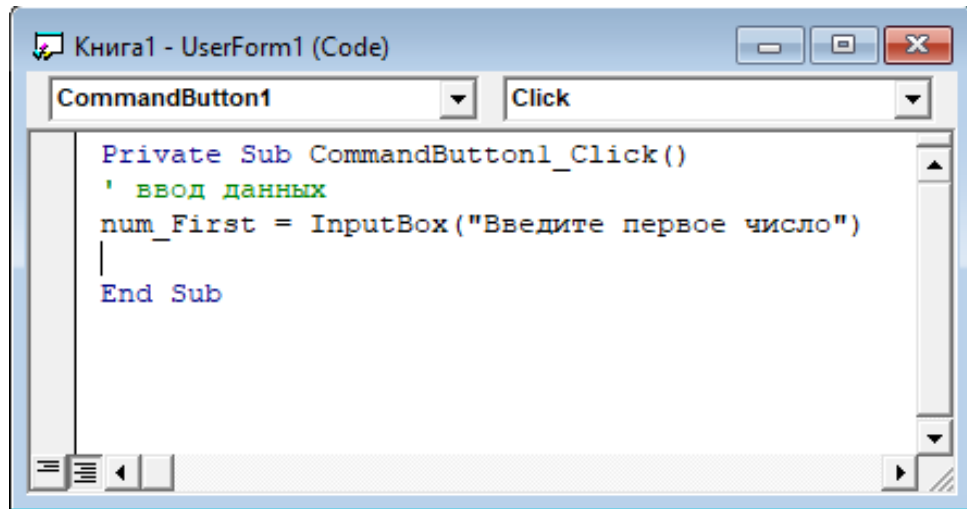 Книга1 - UserForm1 (Code)
CommandButton1 Click
Private Sub CommandButton1_Click()
' ввод данных
num_First = InputBox("Введите первое число")
End Sub